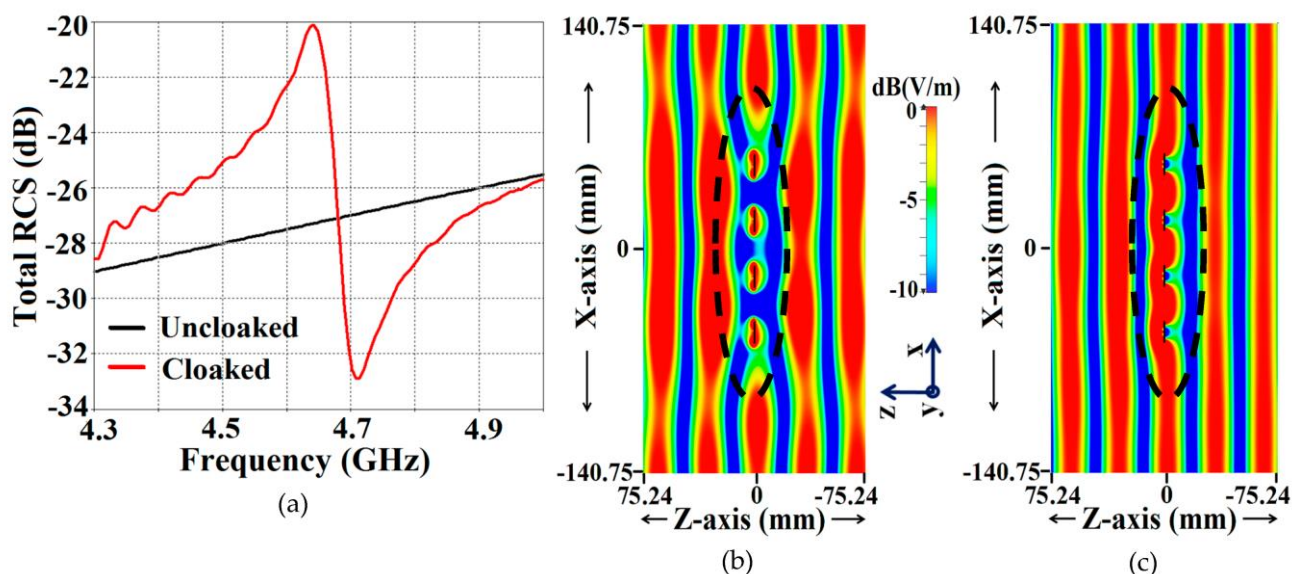 -20
-22
-24
-26
-28
-30
-32
-34
Total RCS (dB)
Uncloaked
Cloaked
4.3 4.5 4.7 4.9
Frequency (GHz)
(a)
140.75
0
-140.75
X-axis (mm)
75.24 0 -75.24
Z-axis (mm)
(b)
dB(V/m)
0
-5
-10
x
z
y
140.75
0
-140.75
X-axis (mm)
75.24 0 -75.24
Z-axis (mm)
(c)